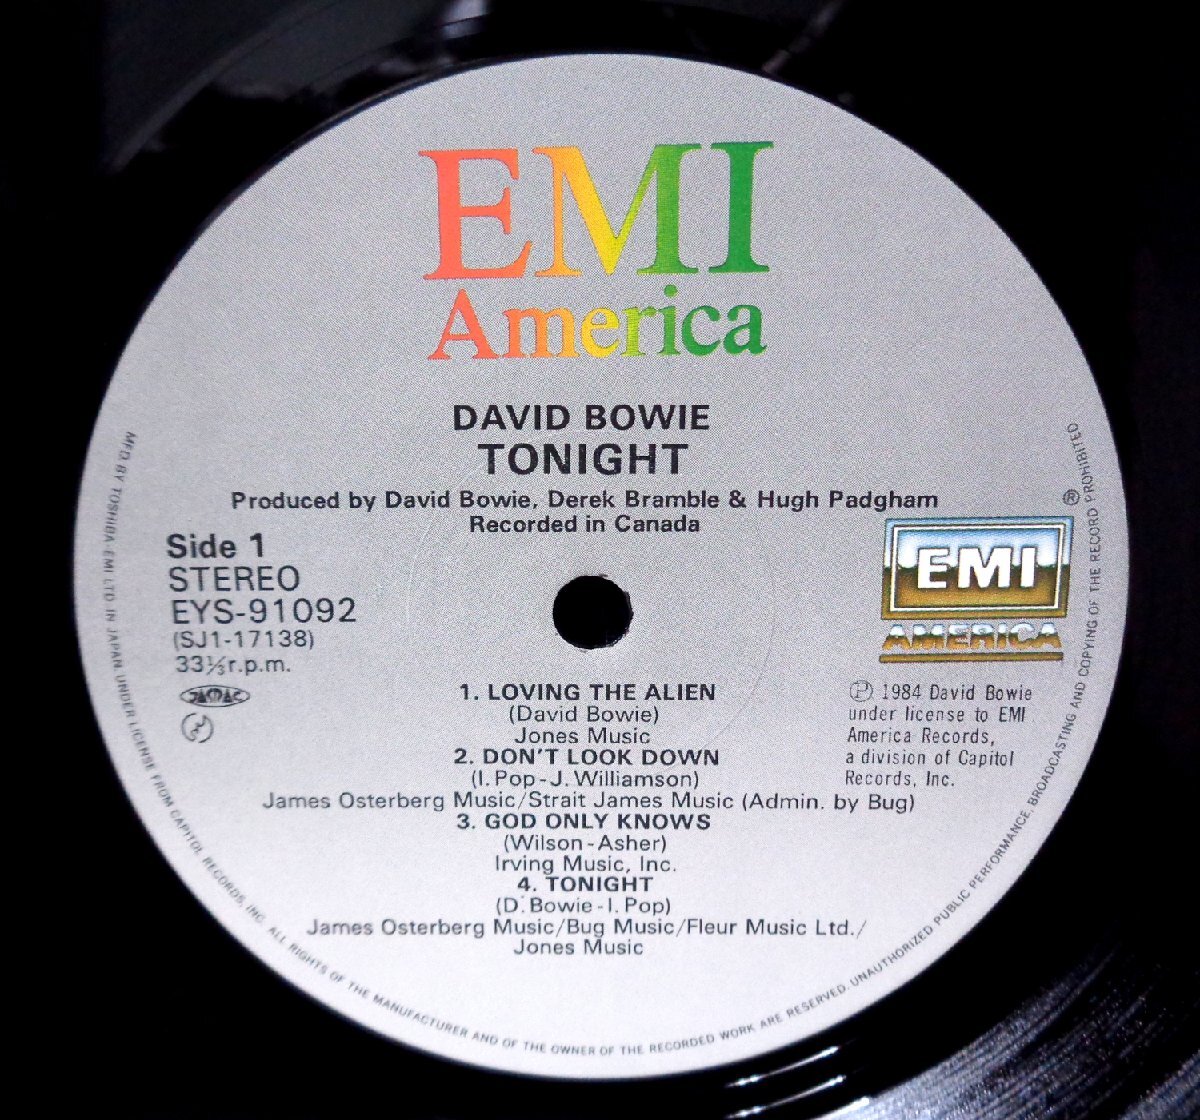 EMI
America
DAVID BOWIE
TONIGHT
Produced by David Bowie, Derek Bramble & Hugh Padgham
Recorded in Canada
Side 1
STEREO
EYS-91092
(SJ1-17138)
33⅓r.p.m.
JASRAC
®
EMI
AMERICA
1. LOVING THE ALIEN
(David Bowie)
Jones Music
2. DON'T LOOK DOWN
(I. Pop-J. Williamson)
James Osterberg Music/Strait James Music (Admin. by Bug)
3. GOD ONLY KNOWS
(Wilson-Asher)
Irving Music, Inc.
4. TONIGHT
(D. Bowie-I. Pop)
James Osterberg Music/Bug Music/Fleur Music Ltd./
Jones Music
℗ 1984 David Bowie
under license to EMI
America Records,
a division of Capitol
Records, Inc.
MFD. BY TOSHIBA-EMI LTD. IN JAPAN. UNDER LICENSE FROM CAPITOL RECORDS, INC. ALL RIGHTS OF THE MANUFACTURER AND OF THE OWNER OF THE RECORDED WORK ARE RESERVED. UNAUTHORIZED PUBLIC PERFORMANCE, BROADCASTING AND COPYING OF THE RECORD PROHIBITED